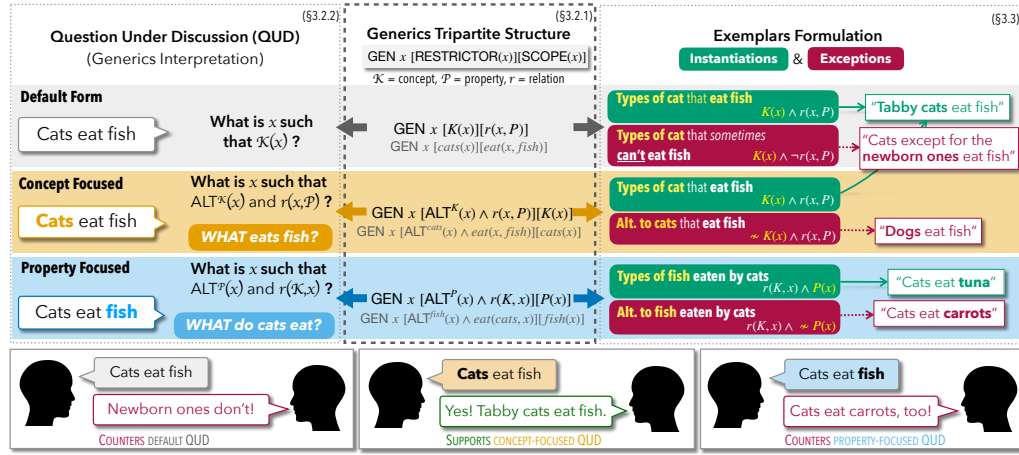 (§3.2.2)
Question Under Discussion (QUD)
(Generics Interpretation)
(§3.2.1)
Generics Tripartite Structure
GEN x [RESTRICTOR(x)][SCOPE(x)]
𝒦 = concept, 𝒫 = property, r = relation
(§3.3)
Exemplars Formulation
Instantiations & Exceptions
Default Form
Cats eat fish
What is x such
that 𝒦(x) ?
GEN x [K(x)][r(x, P)]
GEN x [cats(x)][eat(x, fish)]
Types of cat that eat fish
K(x) ∧ r(x, P)
Types of cat that sometimes
can't eat fish K(x) ∧ ¬r(x, P)
"Tabby cats eat fish"
"Cats except for the
newborn ones eat fish"
Concept Focused
Cats eat fish
What is x such that
ALT𝒦(x) and r(x,𝒫) ?
WHAT eats fish?
GEN x [ALT^K(x) ∧ r(x, P)][K(x)]
GEN x [ALT^cats(x) ∧ eat(x, fish)][cats(x)]
Types of cat that eat fish
K(x) ∧ r(x, P)
Alt. to cats that eat fish
≁ K(x) ∧ r(x, P)
"Dogs eat fish"
Property Focused
Cats eat fish
What is x such that
ALT𝒫(x) and r(𝒦,x) ?
WHAT do cats eat?
GEN x [ALT^P(x) ∧ r(K, x)][P(x)]
GEN x [ALT^fish(x) ∧ eat(cats, x)][fish(x)]
Types of fish eaten by cats
r(K, x) ∧ P(x)
Alt. to fish eaten by cats
r(K, x) ∧ ≁ P(x)
"Cats eat tuna"
"Cats eat carrots"
Cats eat fish
Newborn ones don't!
COUNTERS DEFAULT QUD
Cats eat fish
Yes! Tabby cats eat fish.
SUPPORTS CONCEPT-FOCUSED QUD
Cats eat fish
Cats eat carrots, too!
COUNTERS PROPERTY-FOCUSED QUD